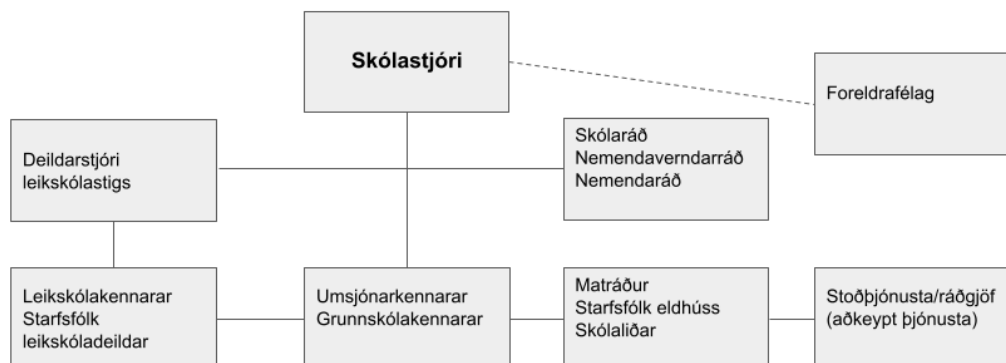 Skólastjóri
Foreldrafélag
Deildarstjóri
leikskólastigs
Skólaráð
Nemendaverndarráð
Nemendaráð
Leikskólakennarar
Starfsfólk
leikskóladeildar
Umsjónarkennarar
Grunnskólakennarar
Matráður
Starfsfólk eldhúss
Skólaliðar
Stoðþjónusta/ráðgjöf
(aðkeypt þjónusta)